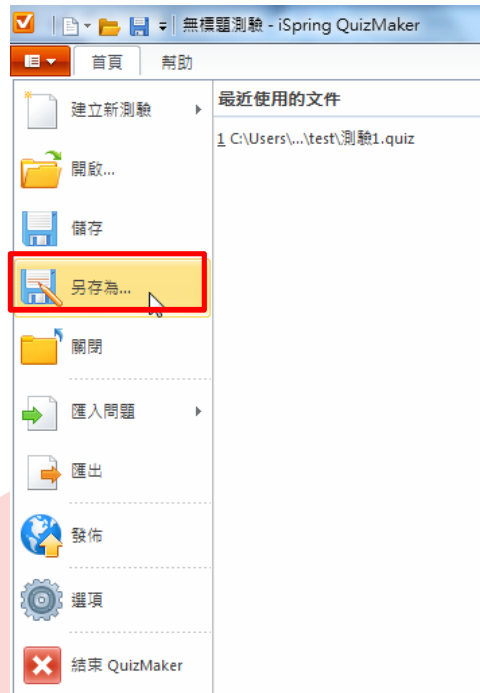 無標題測驗 - iSpring QuizMaker
首頁 幫助
建立新測驗
最近使用的文件
1 C:\Users\...\test\測驗1.quiz
開啟...
儲存
另存為...
關閉
匯入問題
匯出
發佈
選項
結束 QuizMaker